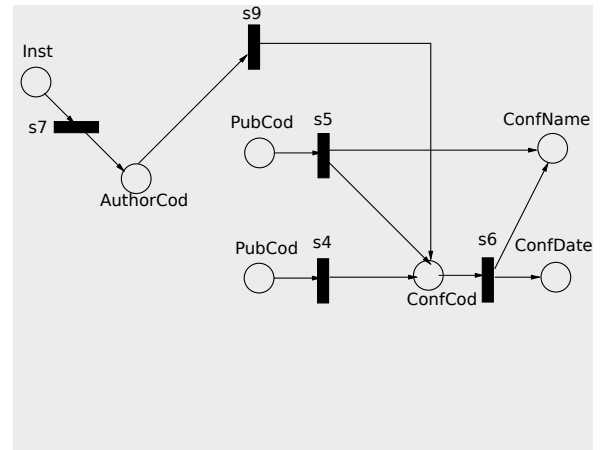 s9
Inst
s7
AuthorCod
PubCod
s5
ConfName
PubCod
s4
s6
ConfDate
ConfCod